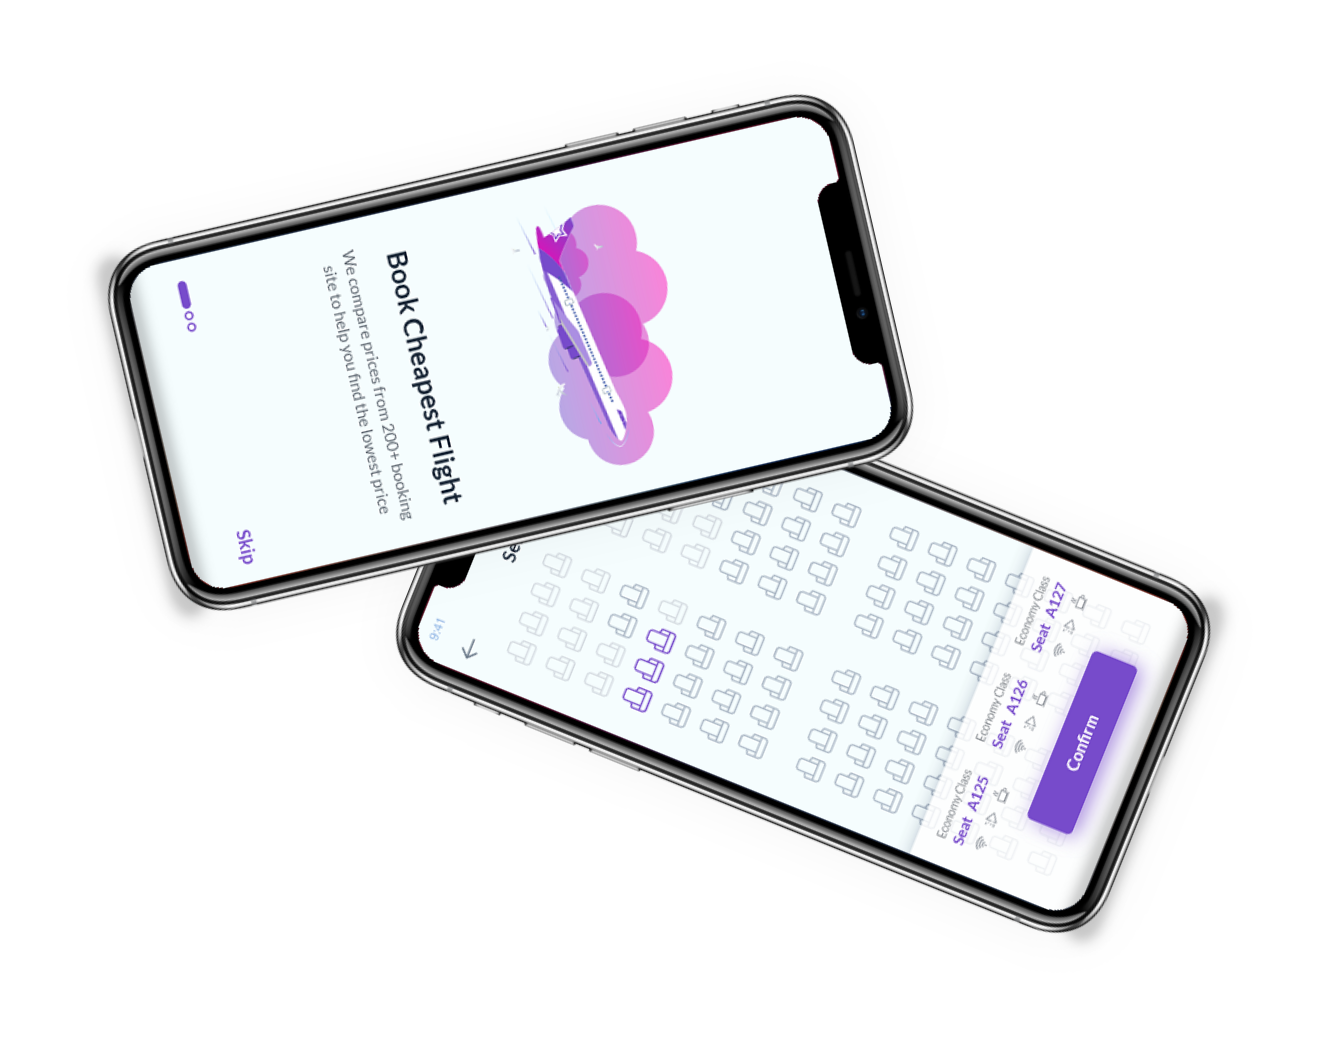 Book Cheapest Flight
We compare prices from 200+ booking
site to help you find the lowest price
Skip
9:41
Economy Class
Seat A125
Economy Class
Seat A126
Economy Class
Seat A127
Confirm